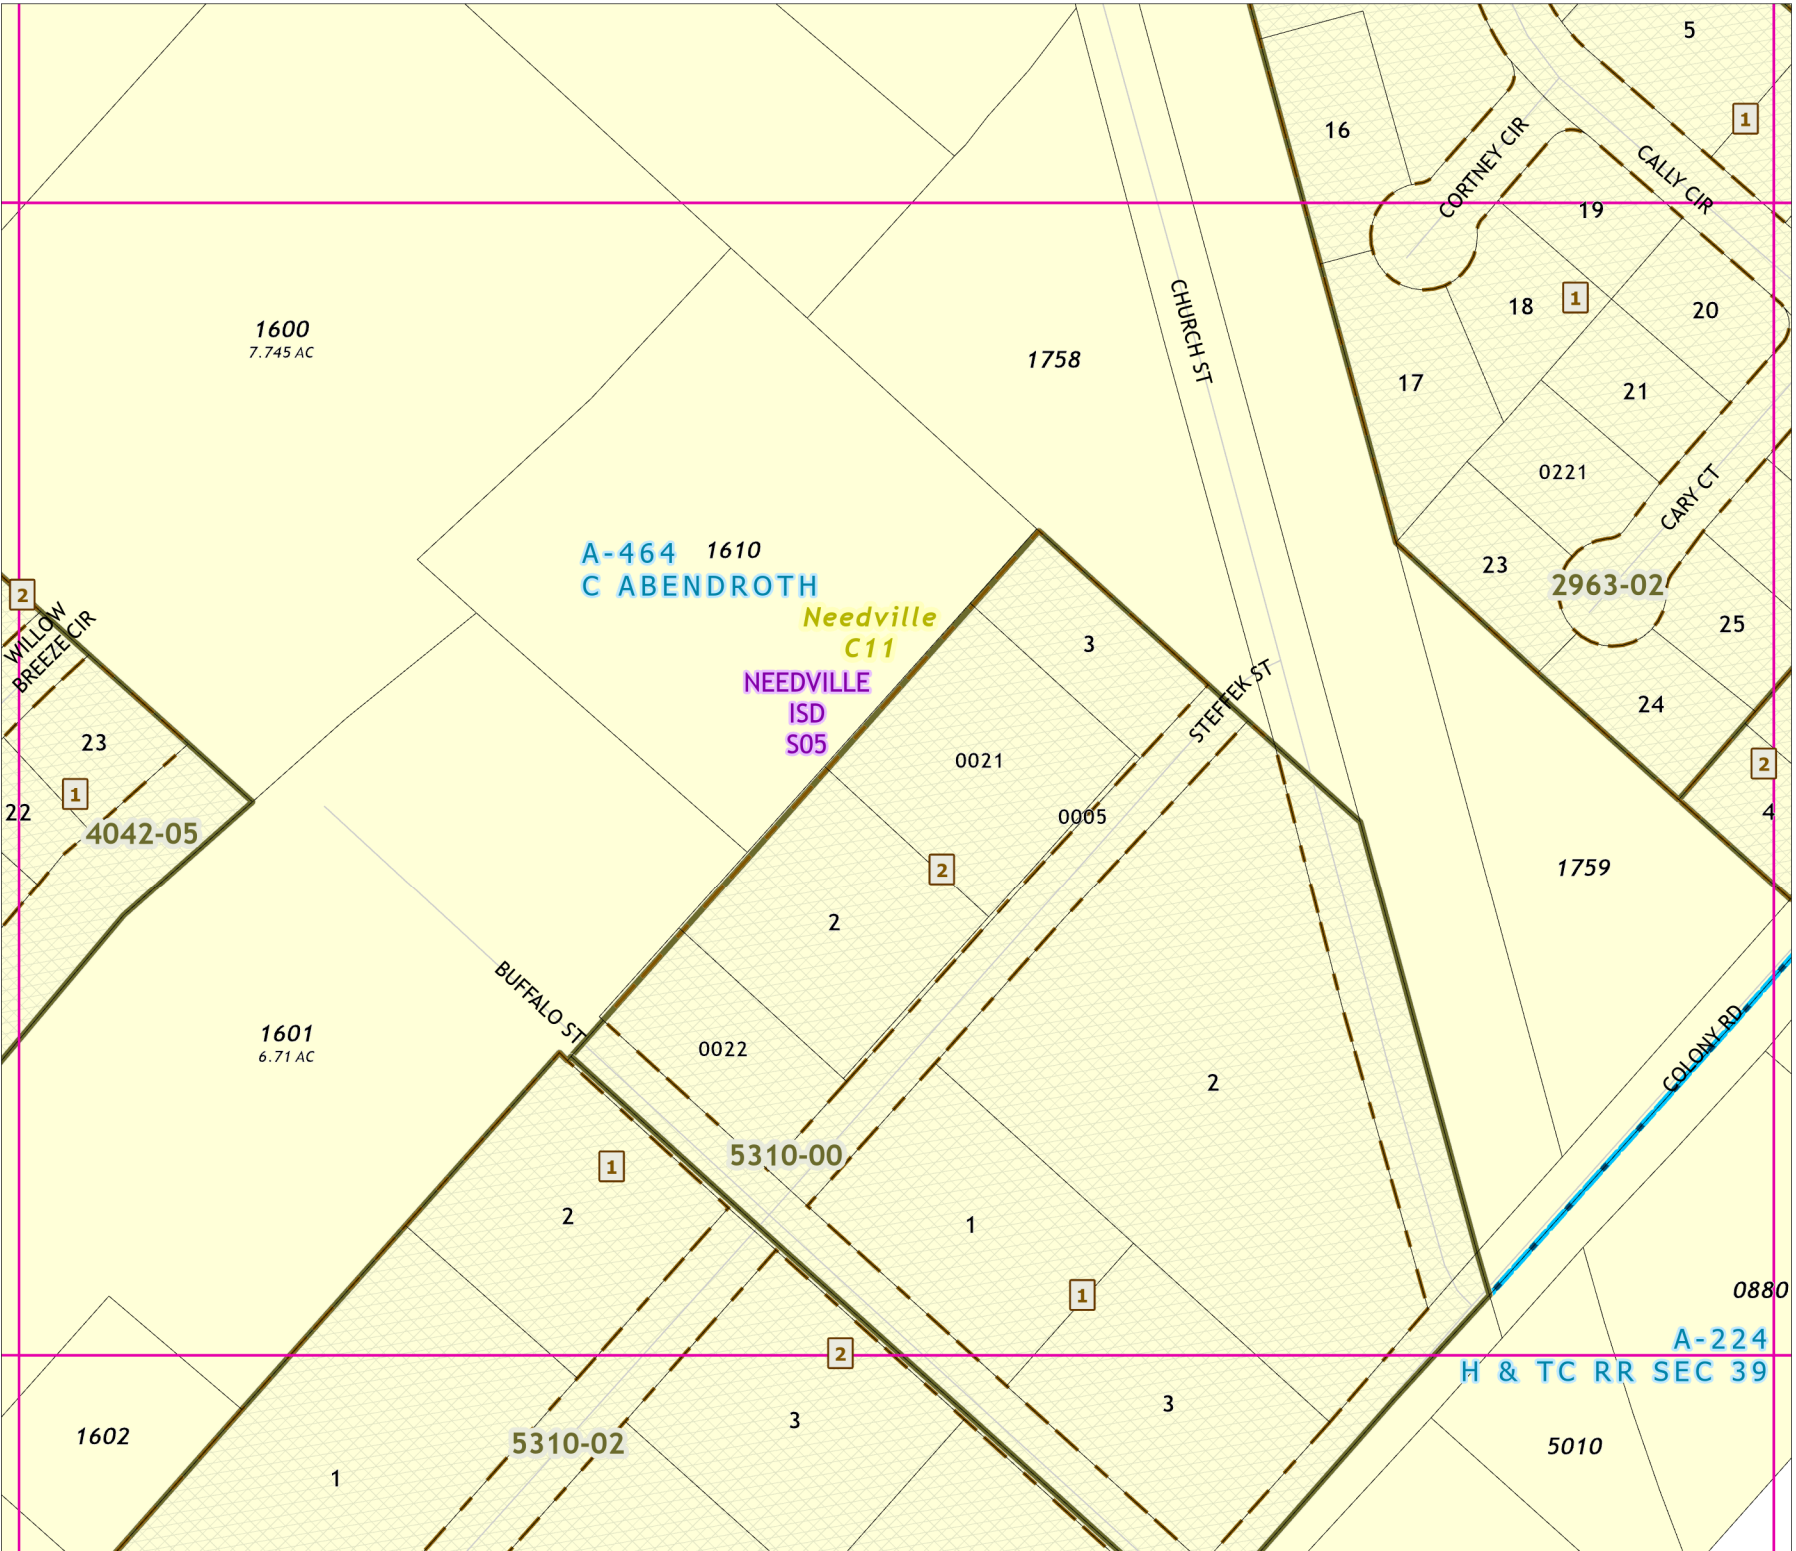 5
1
16
CORTNEY CIR
CALLY CIR
19
18
1
20
CHURCH ST
1600
7.745 AC
1758
17
21
0221
CARY CT
A-464
C ABENDROTH
1610
23
2963-02
2
WILLOW
BREEZE CIR
Needville
C11
NEEDVILLE
ISD
S05
3
25
STEFFEK ST
24
23
0021
2
1
22
4042-05
0005
4
2
1759
2
BUFFALO ST
1601
6.71 AC
0022
COLONY RD
2
5310-00
1
2
1
1
0880
2
A-224
H & TC RR SEC 39
3
3
1602
5310-02
5010
1